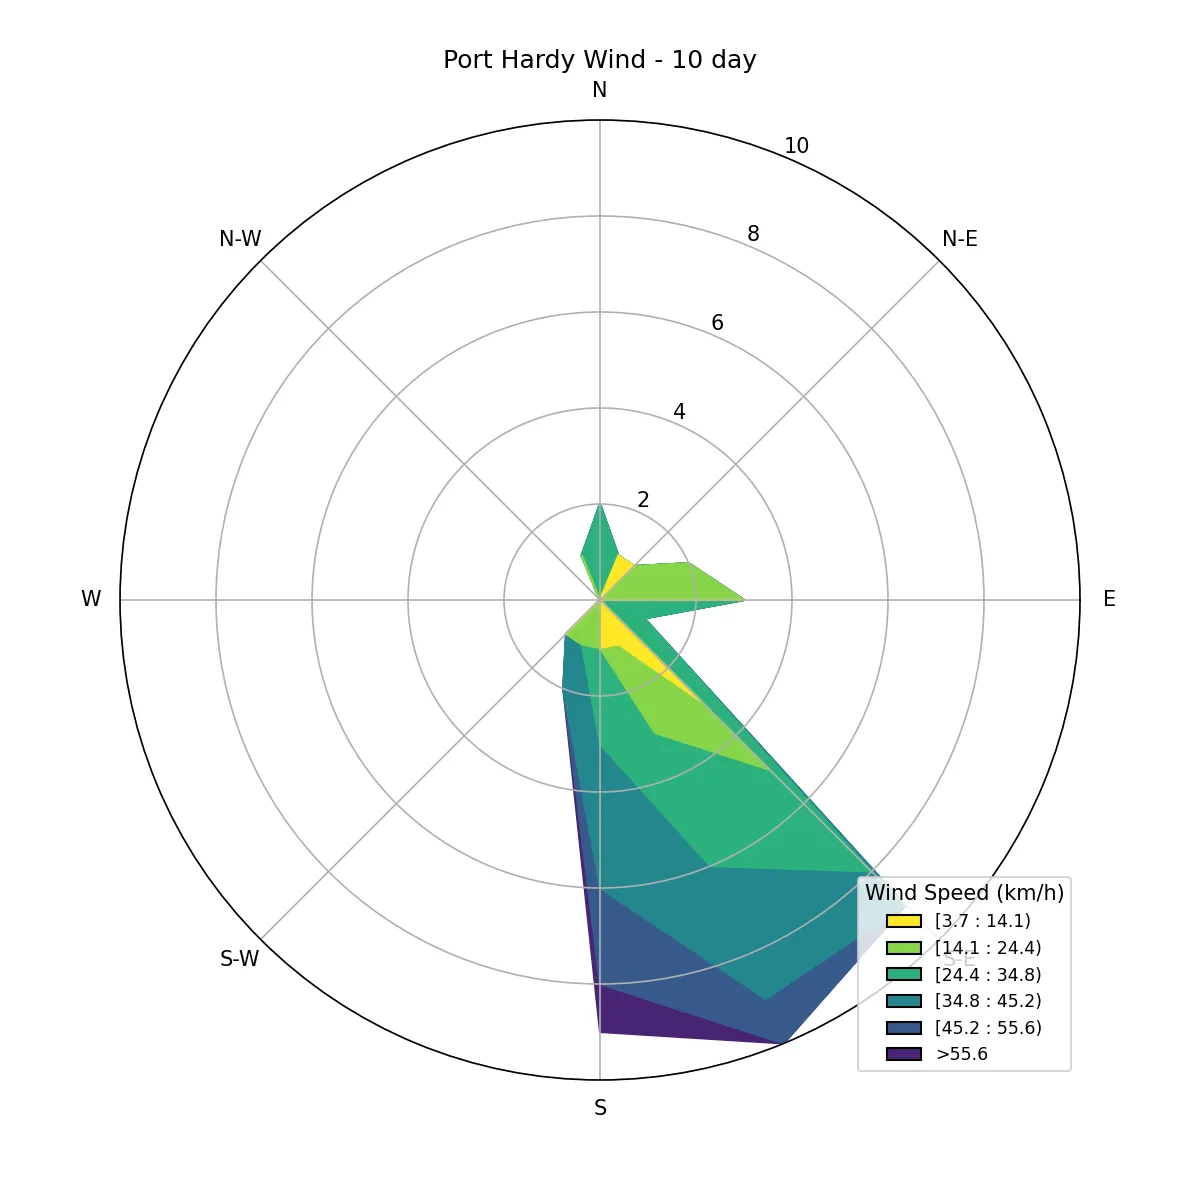 Port Hardy Wind - 10 day
N
10
N-W
8
N-E
6
4
2
W
E
Wind Speed (km/h)
[3.7 : 14.1)
[14.1 : 24.4)
S-W
S-E
[24.4 : 34.8)
[34.8 : 45.2)
[45.2 : 55.6)
>55.6
S